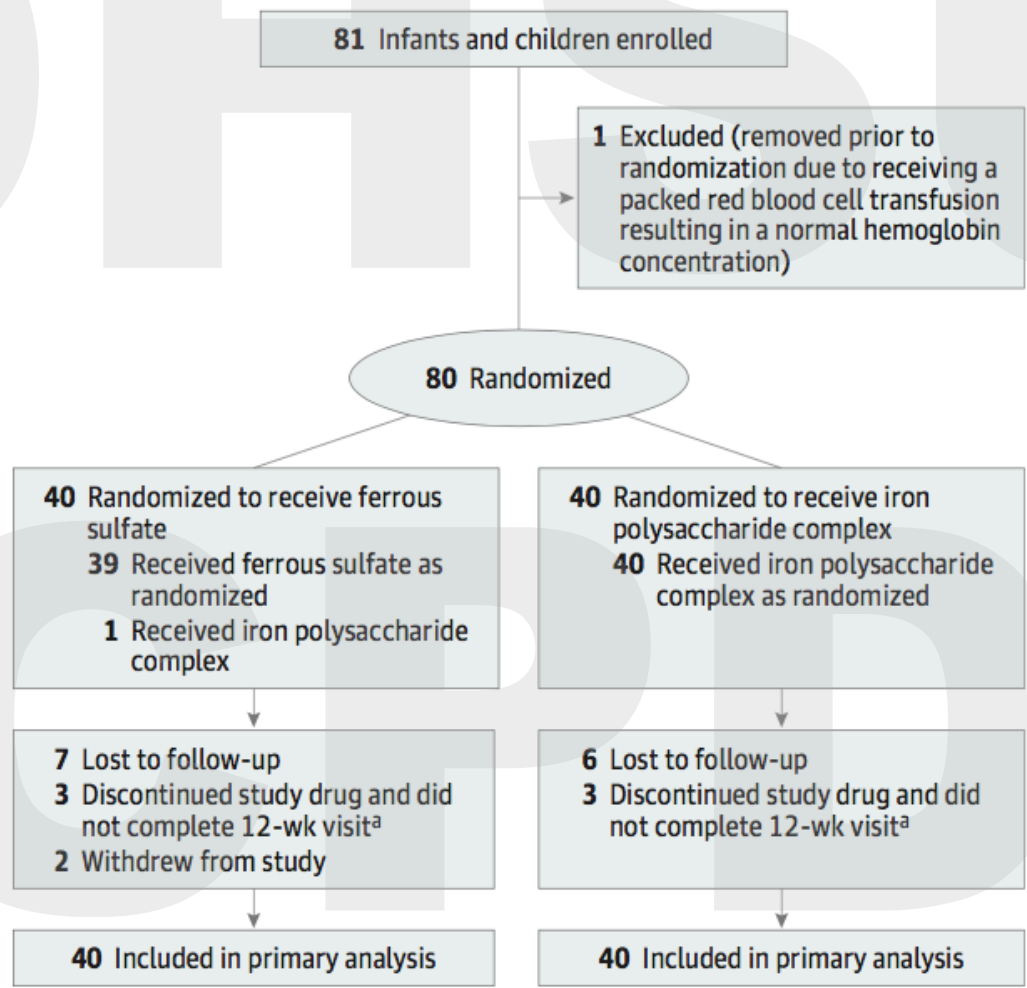 81 Infants and children enrolled
1 Excluded (removed prior to
randomization due to receiving a
packed red blood cell transfusion
resulting in a normal hemoglobin
concentration)
80 Randomized
40 Randomized to receive ferrous
sulfate
39 Received ferrous sulfate as
randomized
1 Received iron polysaccharide
complex
40 Randomized to receive iron
polysaccharide complex
40 Received iron polysaccharide
complex as randomized
7 Lost to follow-up
3 Discontinued study drug and did
not complete 12-wk visitᵃ
2 Withdrew from study
6 Lost to follow-up
3 Discontinued study drug and did
not complete 12-wk visitᵃ
40 Included in primary analysis
40 Included in primary analysis